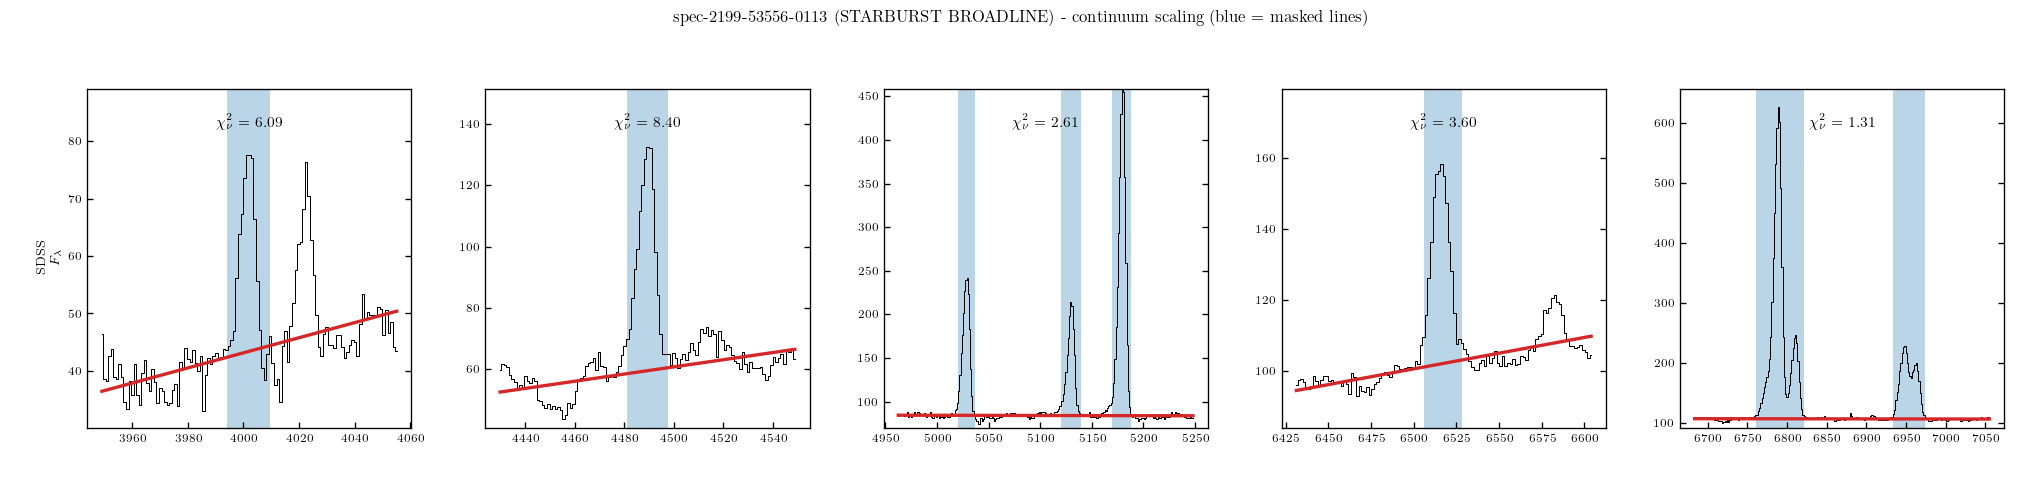 spec-2199-53556-0113 (STARBURST BROADLINE) - continuum scaling (blue = masked lines)
SDSS
F_λ
χ²_ν = 6.09
80
70
60
50
40
3960 3980 4000 4020 4040 4060
χ²_ν = 8.40
140
120
100
80
60
4440 4460 4480 4500 4520 4540
χ²_ν = 2.61
450
400
350
300
250
200
150
100
4950 5000 5050 5100 5150 5200 5250
χ²_ν = 3.60
160
140
120
100
6425 6450 6475 6500 6525 6550 6575 6600
χ²_ν = 1.31
600
500
400
300
200
100
6700 6750 6800 6850 6900 6950 7000 7050